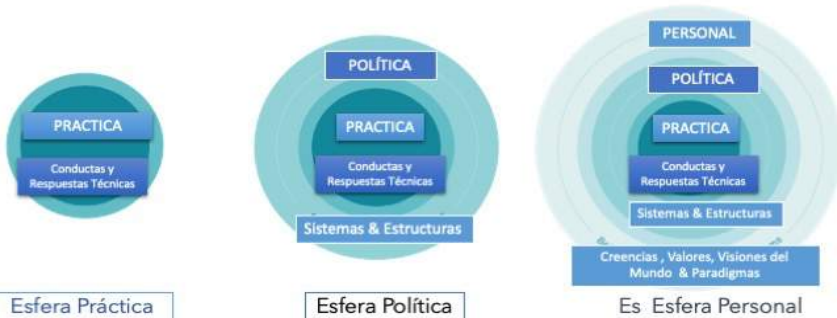 PRACTICA
Conductas y
Respuestas Técnicas
Esfera Práctica
POLÍTICA
PRACTICA
Conductas y
Respuestas Técnicas
Sistemas & Estructuras
Esfera Política
PERSONAL
POLÍTICA
PRACTICA
Conductas y
Respuestas Técnicas
Sistemas & Estructuras
Creencias , Valores, Visiones del
Mundo & Paradigmas
Es Esfera Personal